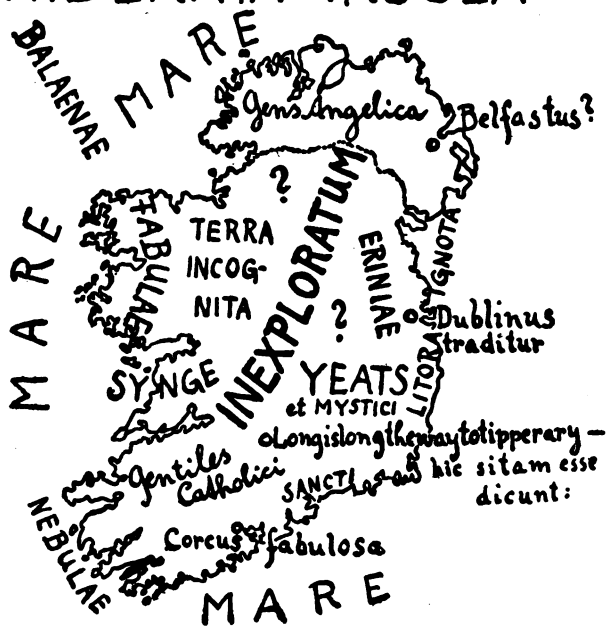 BALAENAE
MARE
Gens Angelica
Belfastus?
?
MARE
FABULAE
TERRA
INCOG-
NITA
INEXPLORATUM
ERINIAE
?
LITORA IGNOTA
Dublinus
traditur
SYNGE
YEATS
et MYSTICI
oLongislongthewaytotipperary—
hic sitam esse
dicunt:
Gentiles
Catholici
SANCTI
NEBULAE
Corcus fabulosa
MARE